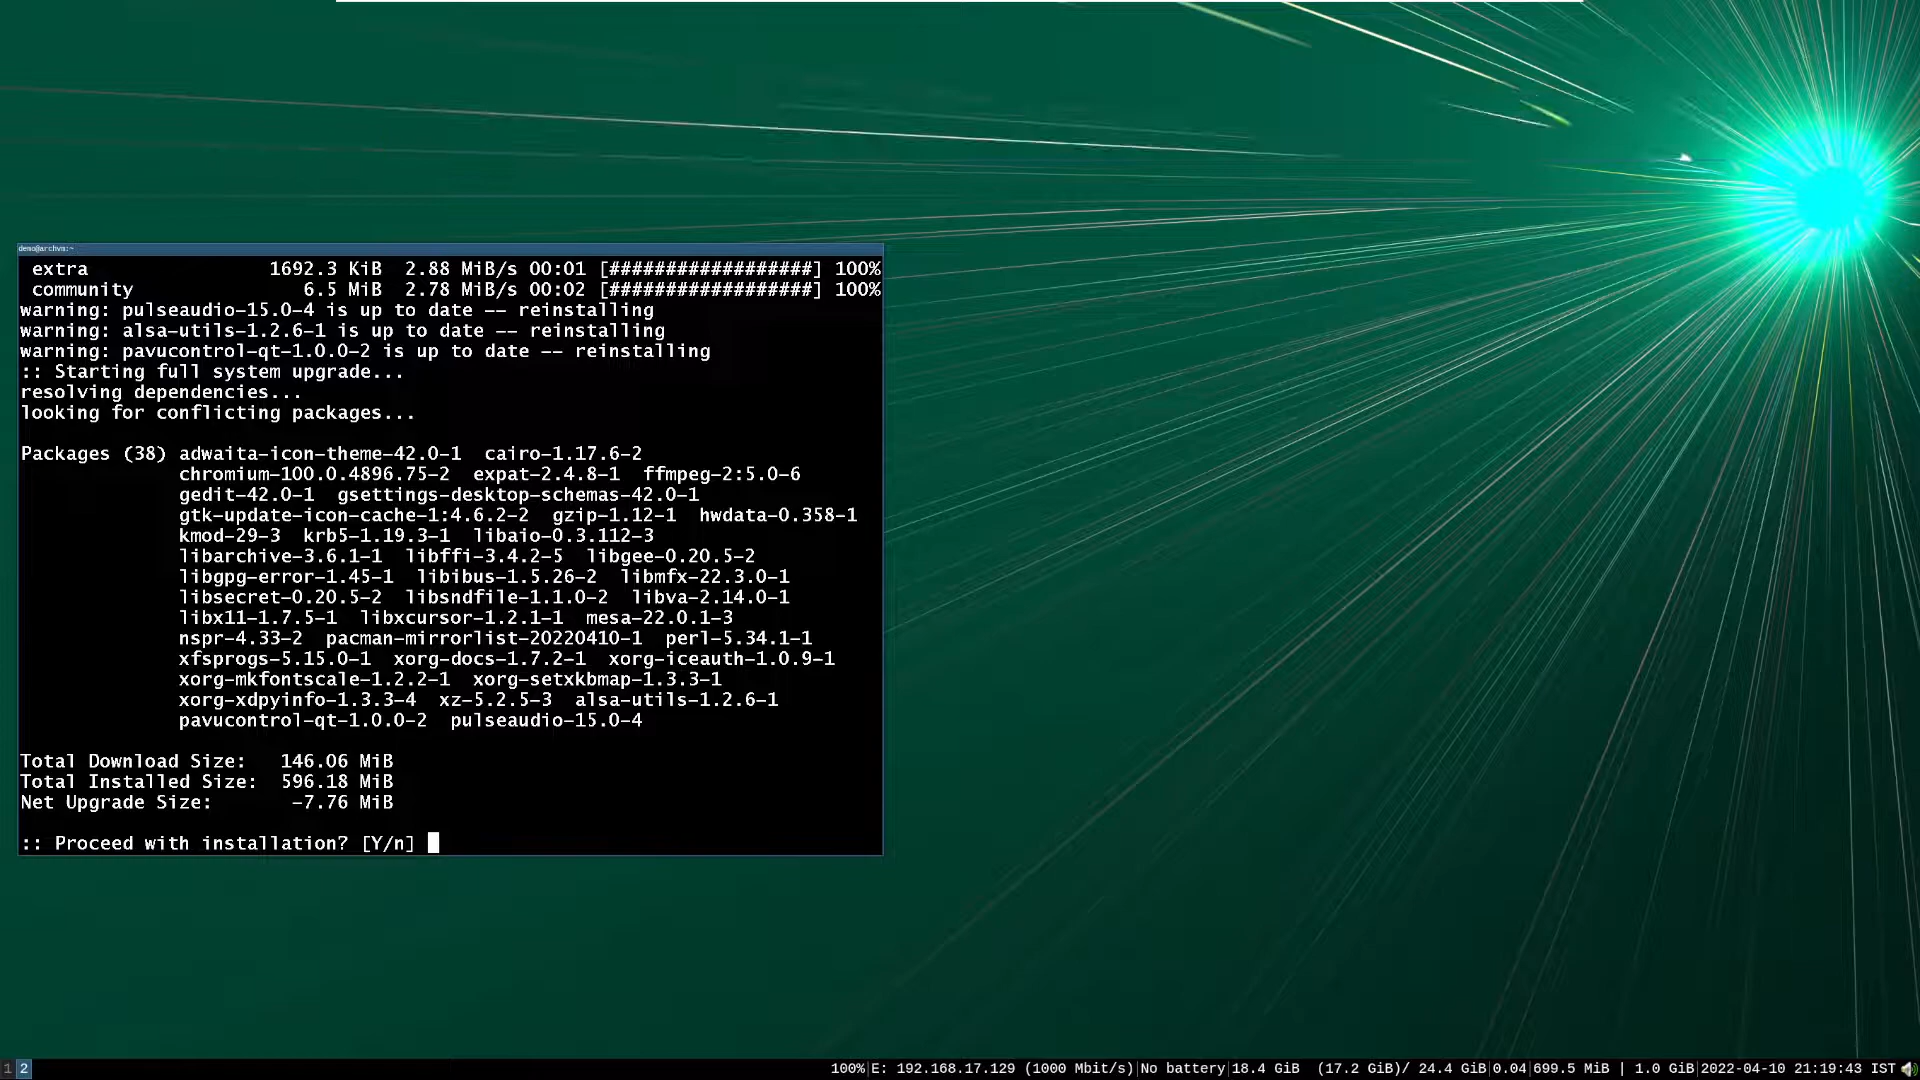 demo@archvm:~
extra 1692.3 KiB 2.88 MiB/s 00:01 [##################] 100%
community 6.5 MiB 2.78 MiB/s 00:02 [##################] 100%
warning: pulseaudio-15.0-4 is up to date -- reinstalling
warning: alsa-utils-1.2.6-1 is up to date -- reinstalling
warning: pavucontrol-qt-1.0.0-2 is up to date -- reinstalling
:: Starting full system upgrade...
resolving dependencies...
looking for conflicting packages...
Packages (38) adwaita-icon-theme-42.0-1 cairo-1.17.6-2
chromium-100.0.4896.75-2 expat-2.4.8-1 ffmpeg-2:5.0-6
gedit-42.0-1 gsettings-desktop-schemas-42.0-1
gtk-update-icon-cache-1:4.6.2-2 gzip-1.12-1 hwdata-0.358-1
kmod-29-3 krb5-1.19.3-1 libaio-0.3.112-3
libarchive-3.6.1-1 libffi-3.4.2-5 libgee-0.20.5-2
libgpg-error-1.45-1 libibus-1.5.26-2 libmfx-22.3.0-1
libsecret-0.20.5-2 libsndfile-1.1.0-2 libva-2.14.0-1
libx11-1.7.5-1 libxcursor-1.2.1-1 mesa-22.0.1-3
nspr-4.33-2 pacman-mirrorlist-20220410-1 perl-5.34.1-1
xfsprogs-5.15.0-1 xorg-docs-1.7.2-1 xorg-iceauth-1.0.9-1
xorg-mkfontscale-1.2.2-1 xorg-setxkbmap-1.3.3-1
xorg-xdpyinfo-1.3.3-4 xz-5.2.5-3 alsa-utils-1.2.6-1
pavucontrol-qt-1.0.0-2 pulseaudio-15.0-4
Total Download Size: 146.06 MiB
Total Installed Size: 596.18 MiB
Net Upgrade Size: -7.76 MiB
:: Proceed with installation? [Y/n]
1 2 100%|E: 192.168.17.129 (1000 Mbit/s)|No battery|18.4 GiB (17.2 GiB)/ 24.4 GiB|0.04|699.5 MiB | 1.0 GiB|2022-04-10 21:19:43 IST